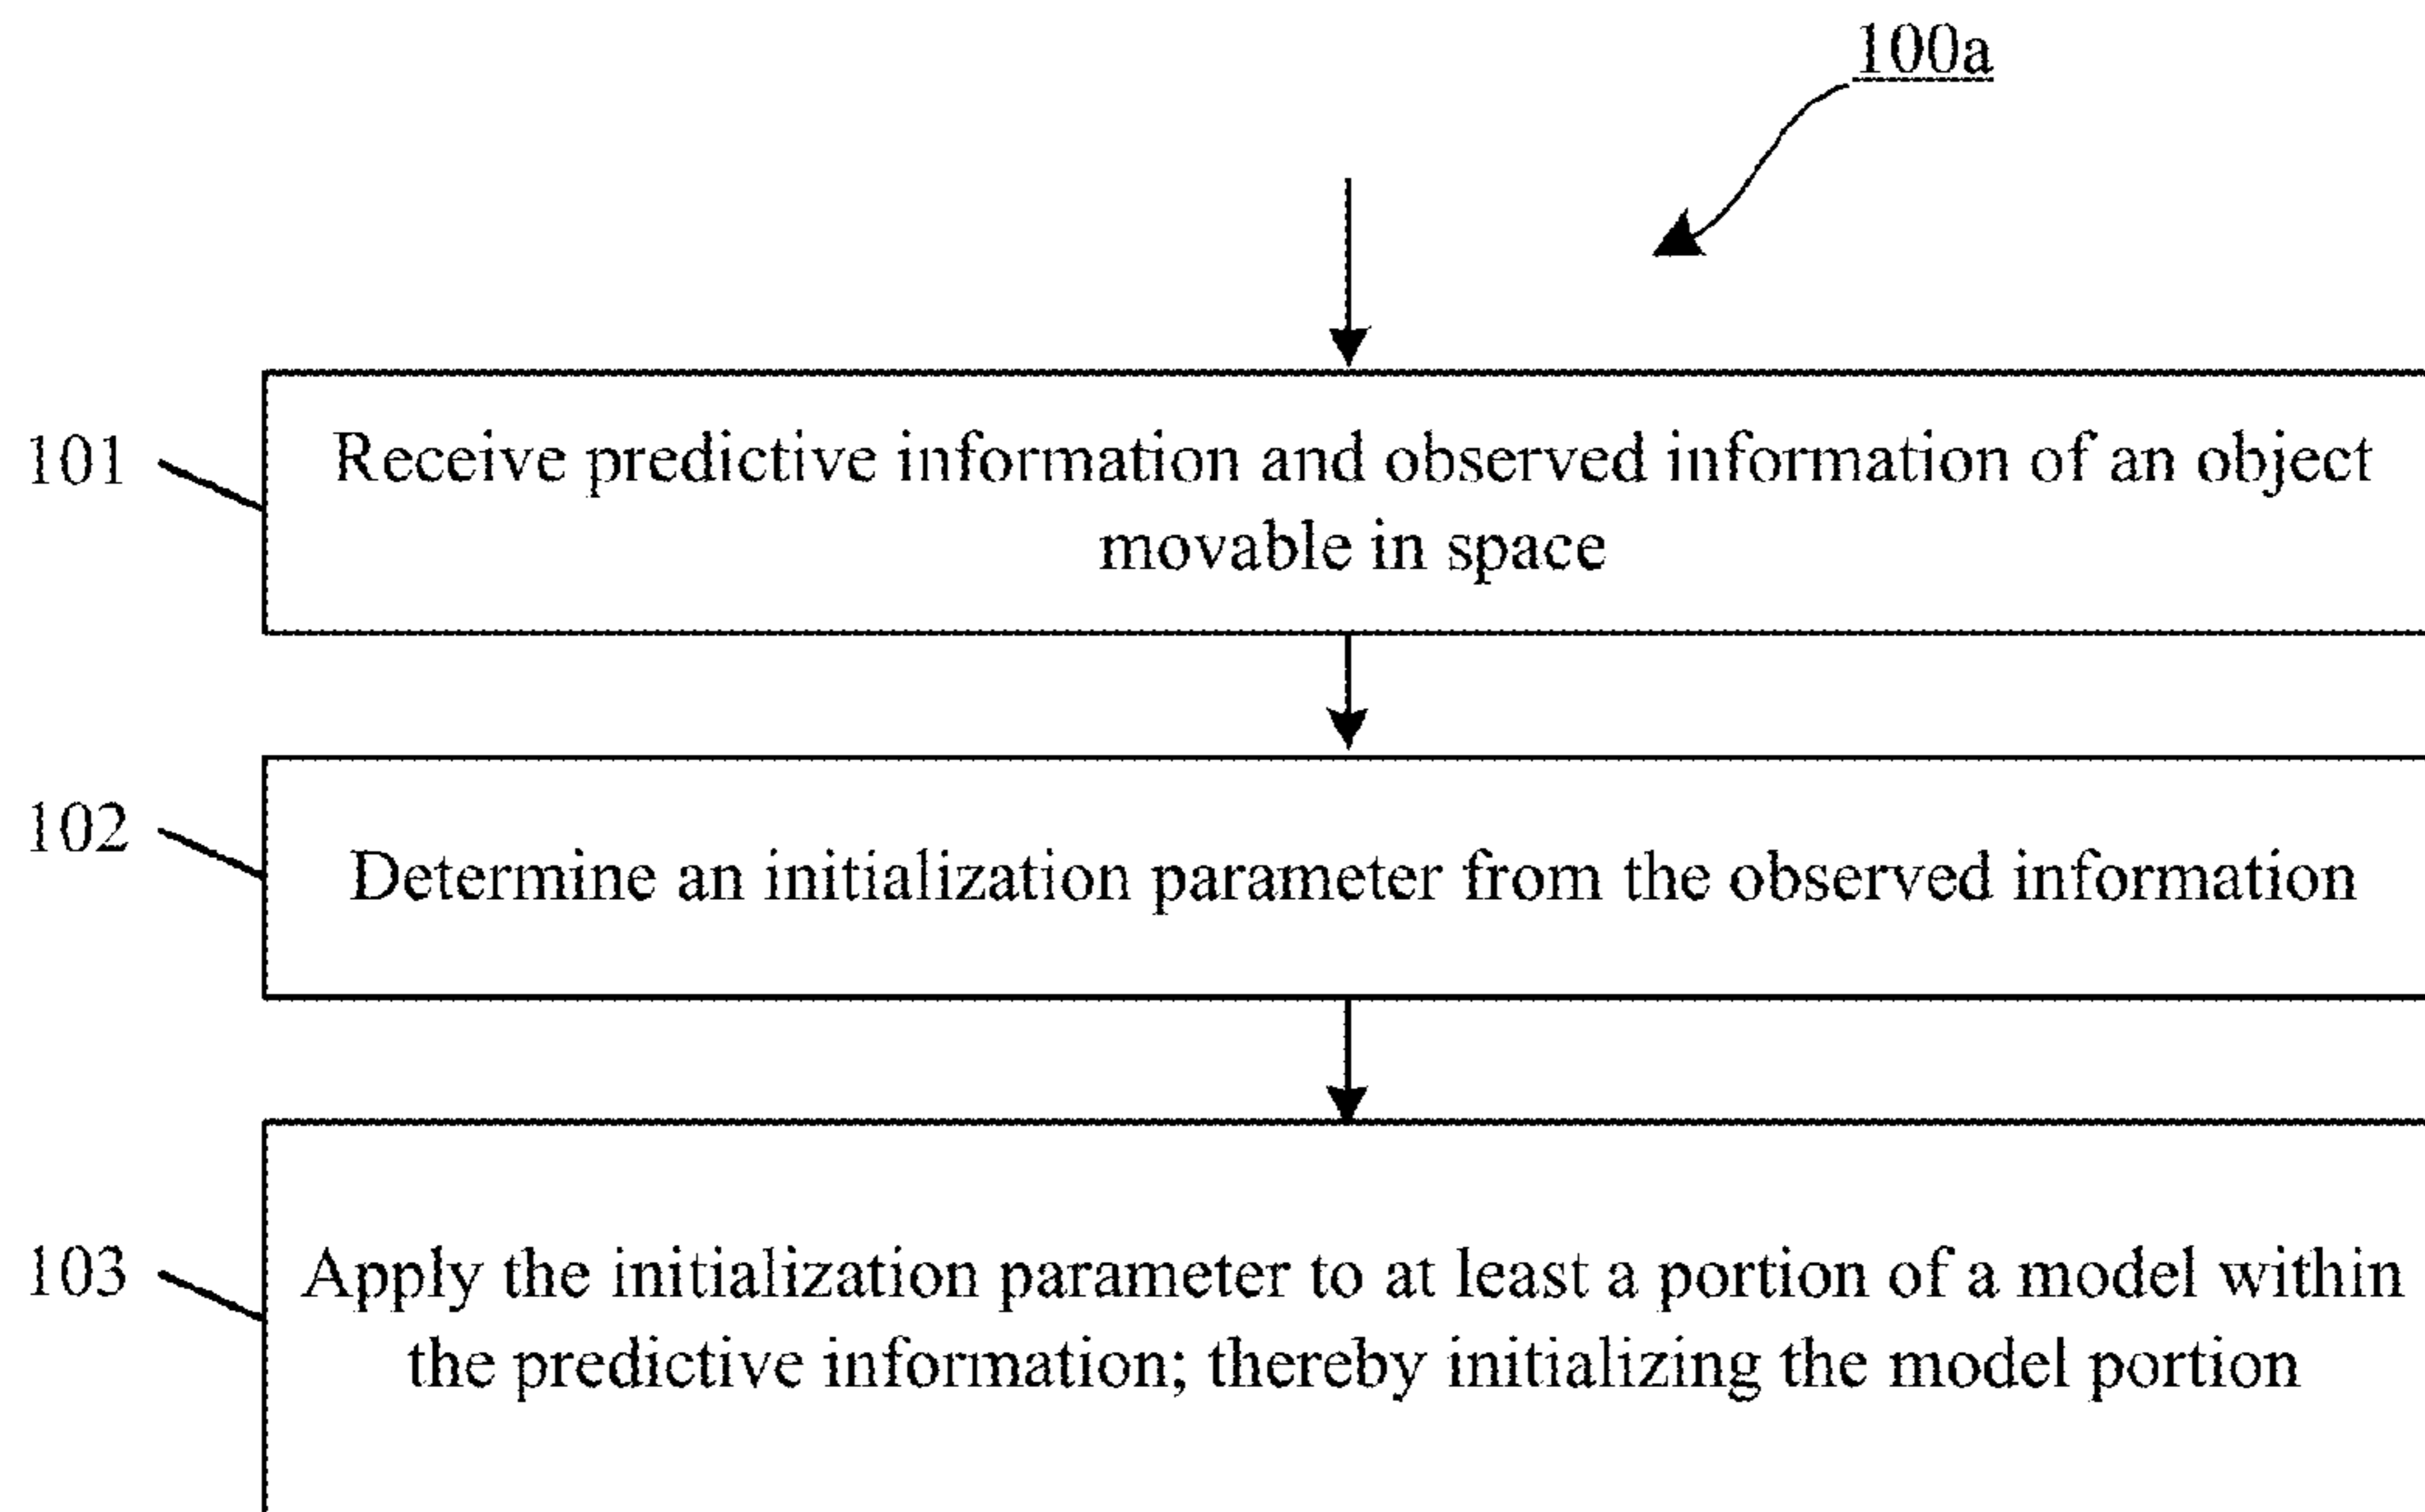 100a
101
Receive predictive information and observed information of an object
movable in space
102
Determine an initialization parameter from the observed information
103
Apply the initialization parameter to at least a portion of a model within
the predictive information; thereby initializing the model portion